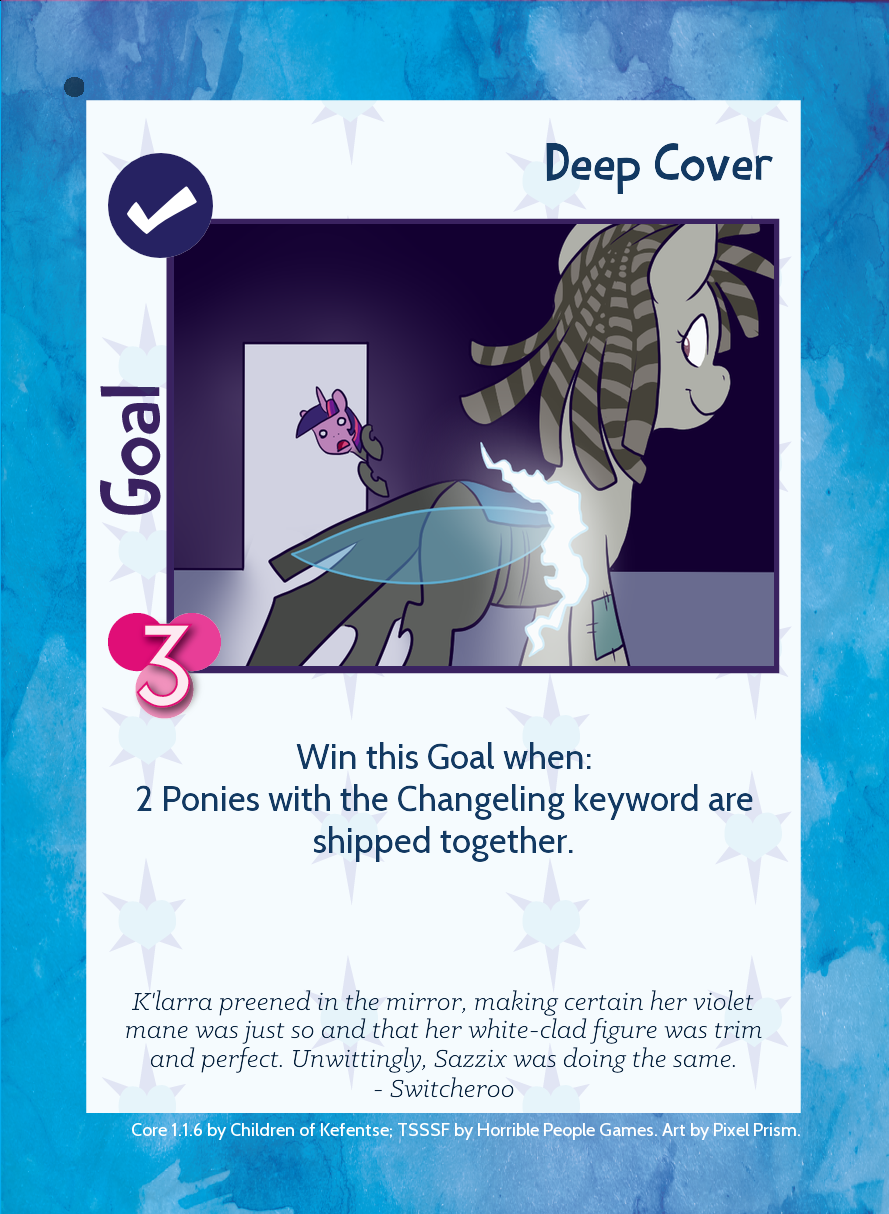 Deep Cover
Goal
3
Win this Goal when:
2 Ponies with the Changeling keyword are
shipped together.
K'larra preened in the mirror, making certain her violet
mane was just so and that her white-clad figure was trim
and perfect. Unwittingly, Sazzix was doing the same.
- Switcheroo
Core 1.1.6 by Children of Kefentse; TSSSF by Horrible People Games. Art by Pixel Prism.